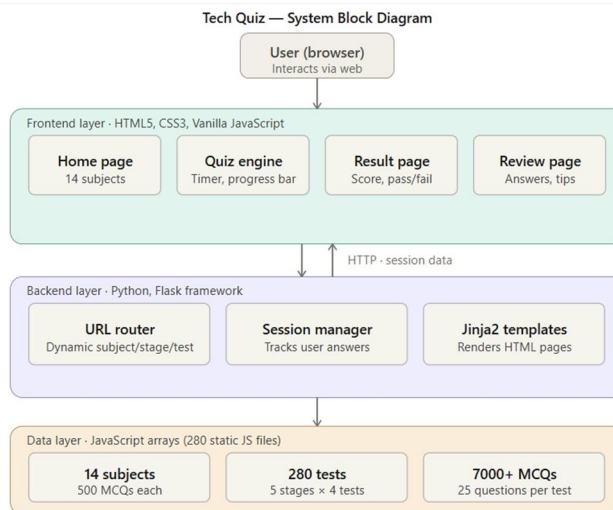 Tech Quiz — System Block Diagram
User (browser)
Interacts via web
Frontend layer · HTML5, CSS3, Vanilla JavaScript
Home page
14 subjects
Quiz engine
Timer, progress bar
Result page
Score, pass/fail
Review page
Answers, tips
HTTP · session data
Backend layer · Python, Flask framework
URL router
Dynamic subject/stage/test
Session manager
Tracks user answers
Jinja2 templates
Renders HTML pages
Data layer · JavaScript arrays (280 static JS files)
14 subjects
500 MCQs each
280 tests
5 stages × 4 tests
7000+ MCQs
25 questions per test